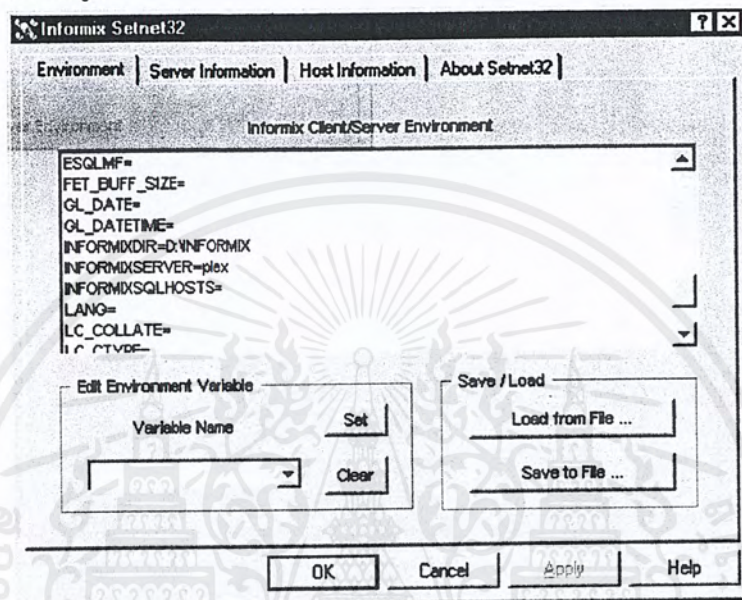 Informix Setnet32
Environment
Server Information
Host Information
About Setnet32
Informix Client/Server Environment
ESQLMF=
FET_BUFF_SIZE=
GL_DATE=
GL_DATETIME=
INFORMIXDIR=D:\INFORMIX
INFORMIXSERVER=plex
INFORMIXSQLHOSTS=
LANG=
LC_COLLATE=
LC_CTYPE=
Edit Environment Variable
Variable Name
Set
Clear
Save / Load
Load from File ...
Save to File ...
OK
Cancel
Apply
Help